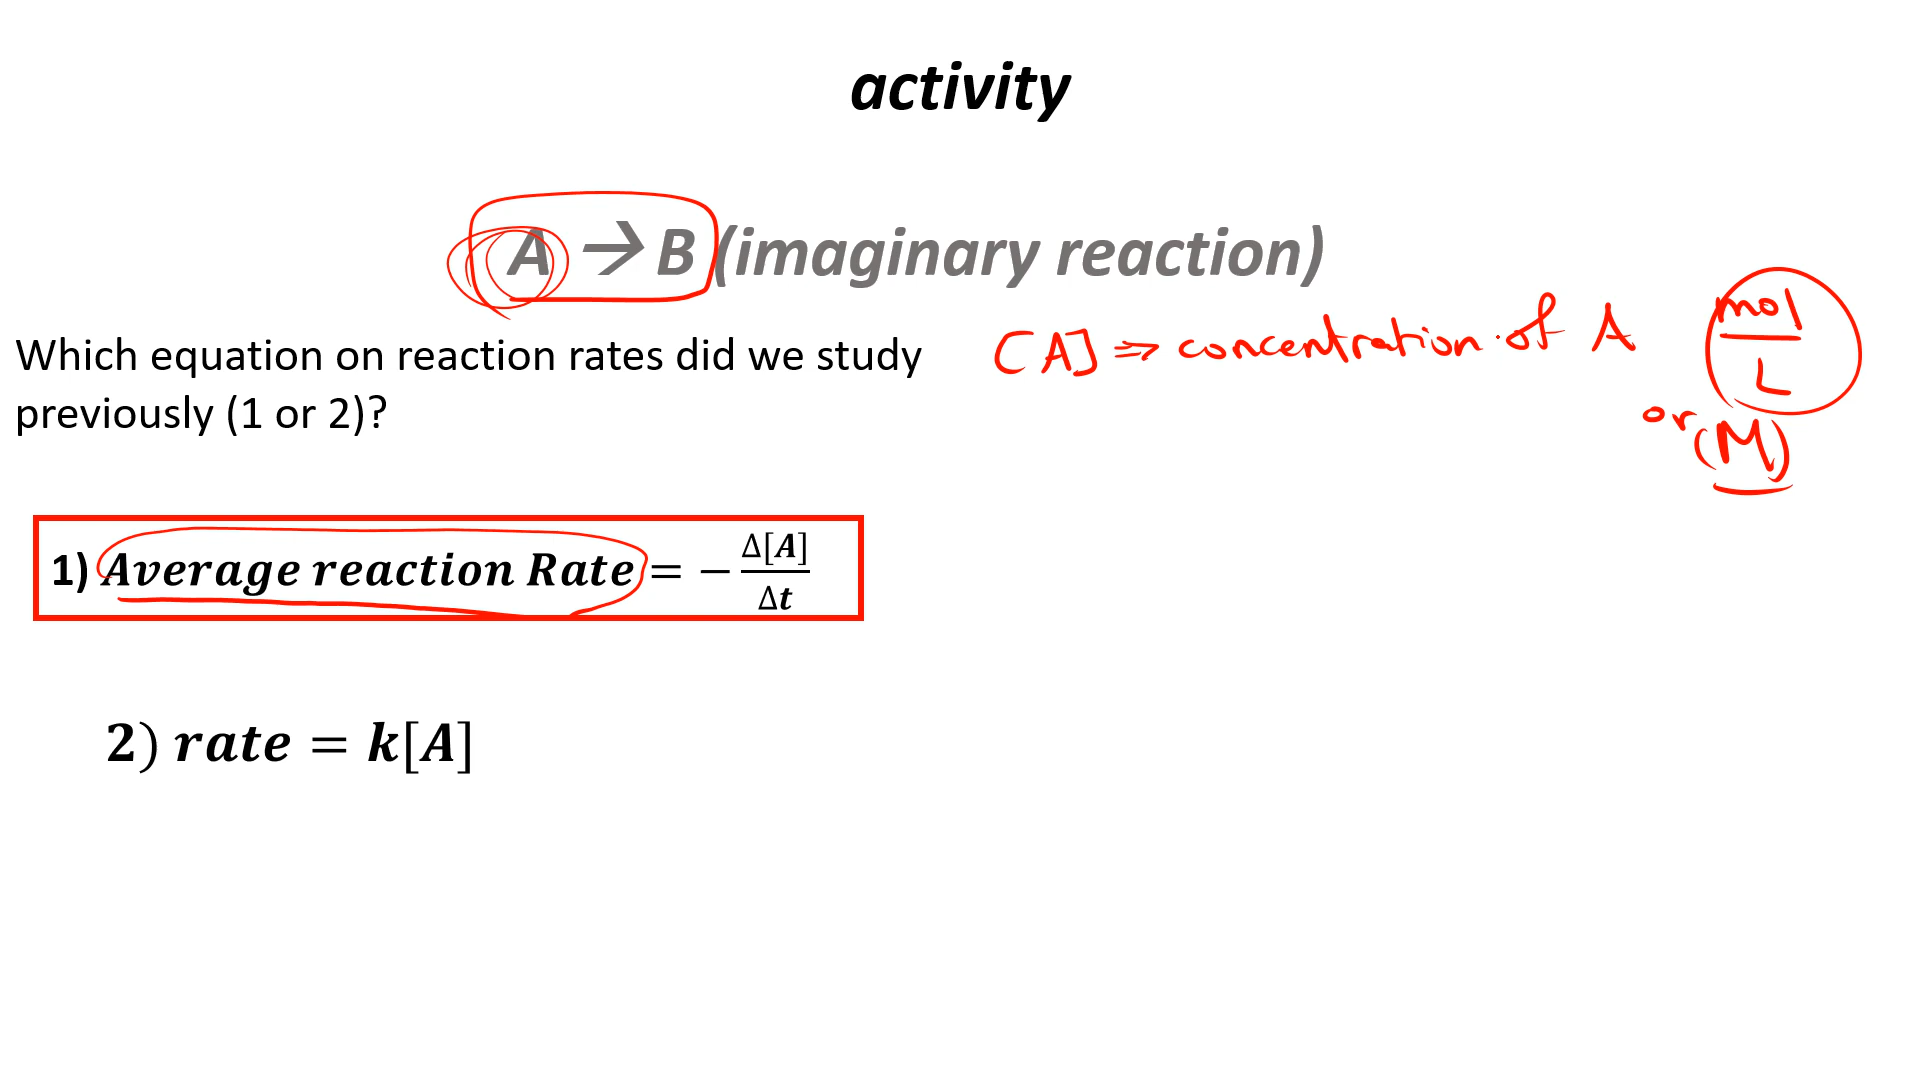 activity
A → B (imaginary reaction)
[A] ⇒ concentration of A mol/L
or (M)
Which equation on reaction rates did we study
previously (1 or 2)?
1) Average reaction Rate = − Δ[A]/Δt
2) rate = k[A]